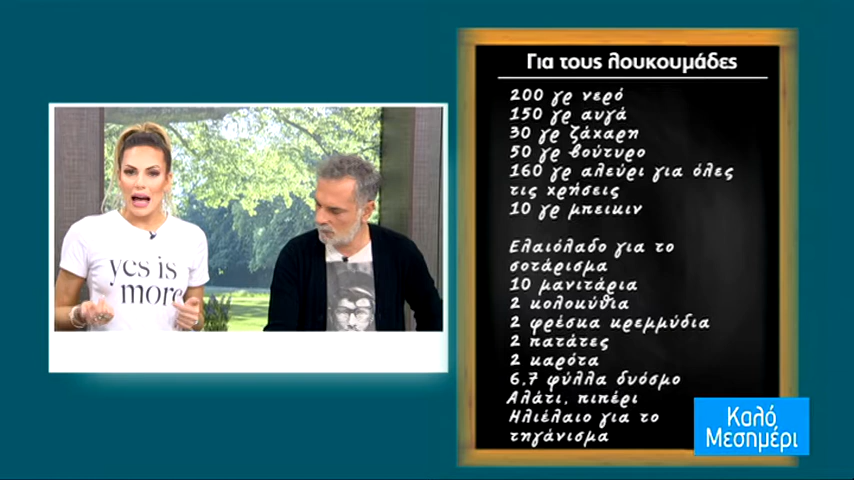 Για τους λουκουμάδες
200 γρ νερό
150 γρ αυγά
30 γρ ζάχαρη
50 γρ βούτυρο
160 γρ αλεύρι για όλες
τις χρήσεις
10 γρ μπεικιν
Ελαιόλαδο για το
σοτάρισμα
10 μανιτάρια
2 κολοκύθια
2 φρέσκα κρεμμύδια
2 πατάτες
2 καρότα
6,7 φύλλα δυόσμο
Αλάτι, πιπέρι
Ηλιέλαιο για το
τηγάνισμα
yes is
more
Καλό
Μεσημέρι